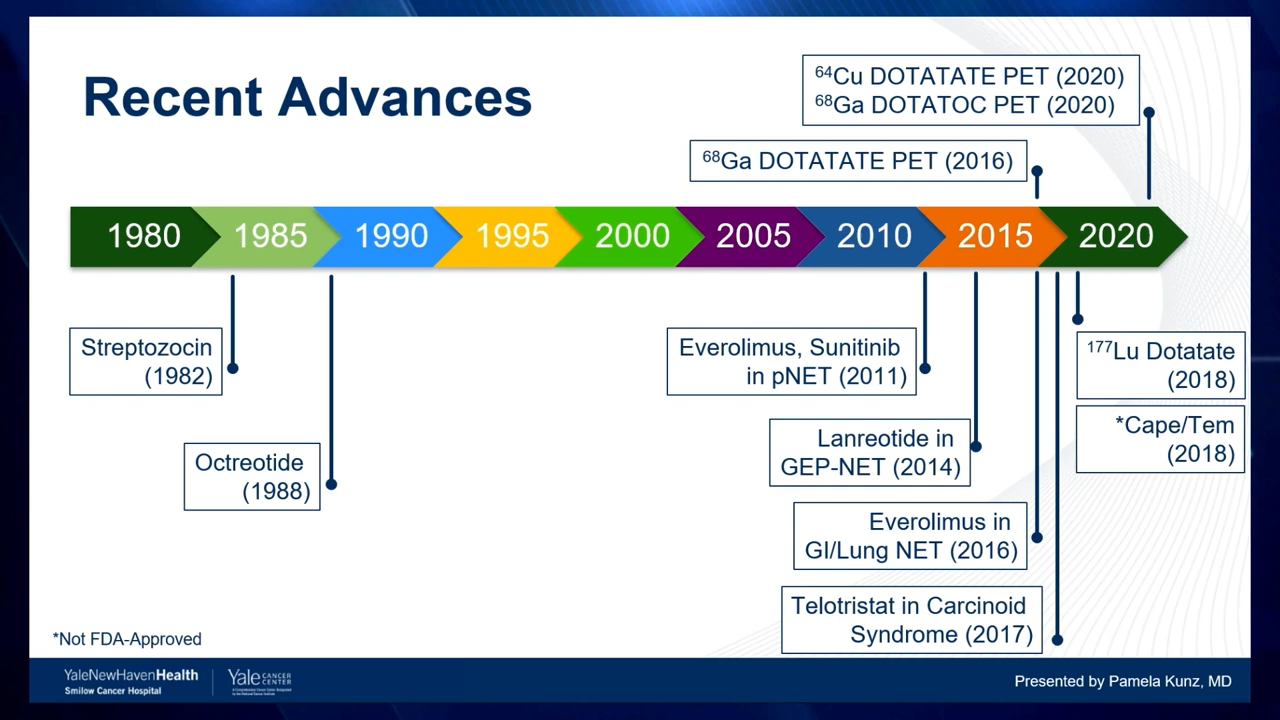 Recent Advances
⁶⁴Cu DOTATATE PET (2020)
⁶⁸Ga DOTATOC PET (2020)
⁶⁸Ga DOTATATE PET (2016)
1980 1985 1990 1995 2000 2005 2010 2015 2020
Streptozocin
(1982)
Octreotide
(1988)
Everolimus, Sunitinib
in pNET (2011)
Lanreotide in
GEP-NET (2014)
Everolimus in
GI/Lung NET (2016)
Telotristat in Carcinoid
Syndrome (2017)
¹⁷⁷Lu Dotatate
(2018)
*Cape/Tem
(2018)
*Not FDA-Approved
YaleNewHavenHealth
Smilow Cancer Hospital
Yale CANCER
CENTER
Presented by Pamela Kunz, MD